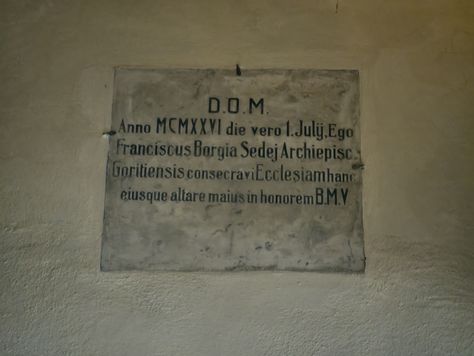 D.O.M.
Anno MCMXXVI die vero 1. Julij, Ego
Franciscus Borgia Sedej Archiepisc.
Goritiensis consecravi Ecclesiam hanc
eiusque altare maius in honorem B.M.V